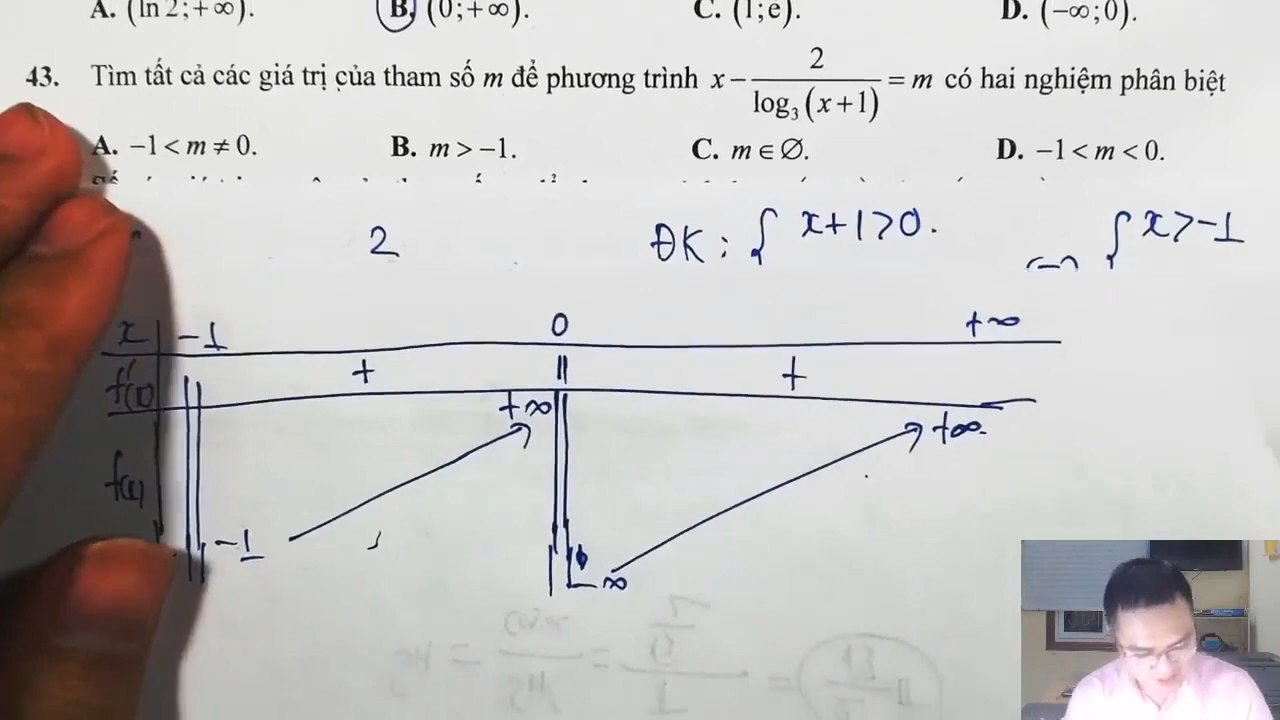 A. (ln 2; +∞). B. (0; +∞). C. (1; e). D. (−∞; 0).
43. Tìm tất cả các giá trị của tham số m để phương trình x − 2/log₃(x+1) = m có hai nghiệm phân biệt
A. −1 < m ≠ 0. B. m > −1. C. m ∈ ∅. D. −1 < m < 0.
2 ĐK : { x+1>0. ⇔ { x>−1
x −1 0 +∞
f'(x) + || +
+∞ +∞
f(x)
−1 −∞